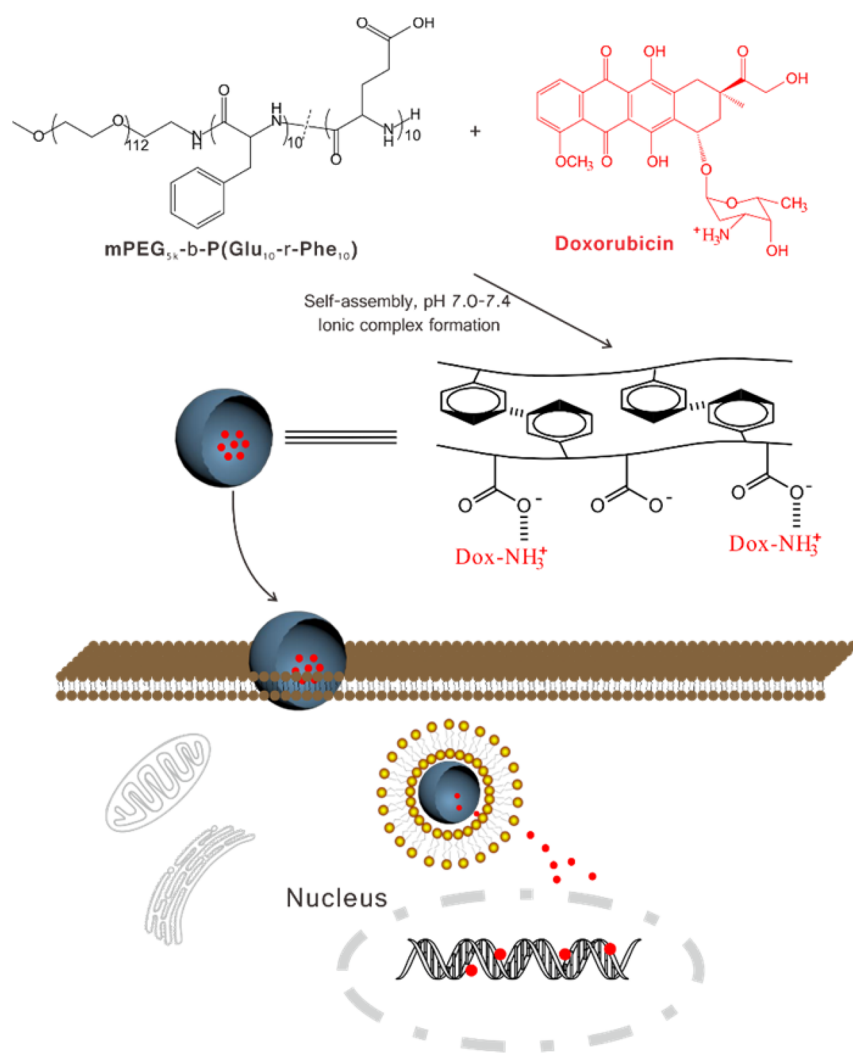 OH
O
O
O
112
N
H
O
H
N
10
O
N
H
H
10
+
mPEG5k-b-P(Glu10-r-Phe10)
O
OH
O
OH
OCH3
O
OH
O
O
CH3
+H3N
OH
Doxorubicin
Self-assembly, pH 7.0-7.4
Ionic complex formation
O
O-
O
O-
O
O-
Dox-NH3+
Dox-NH3+
Nucleus